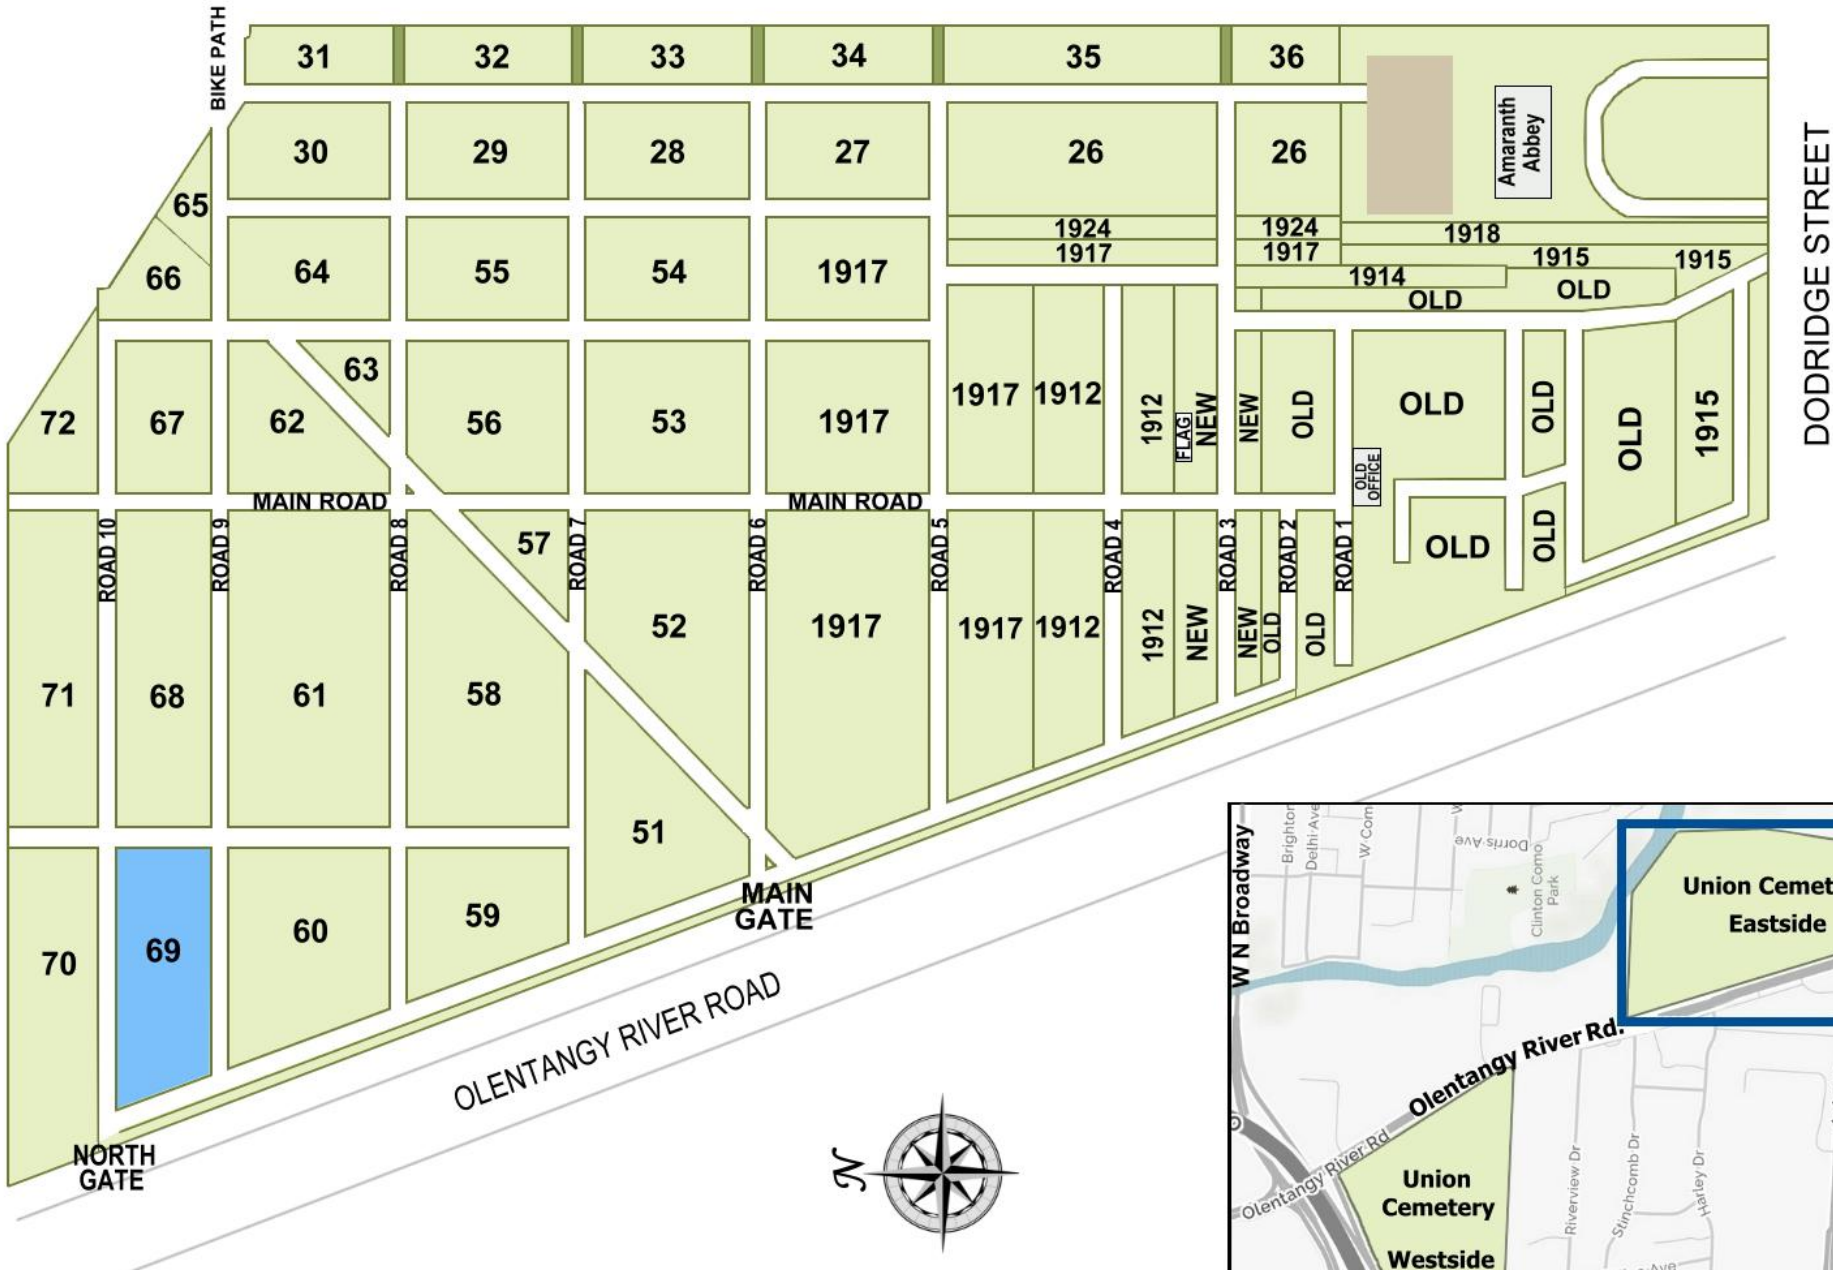 BIKE PATH
31
32
33
34
35
36
30
29
28
27
26
26
Amaranth
Abbey
DODRIDGE STREET
65
66
64
55
54
1917
1924
1917
1924
1917
1918
1915
1915
1914
OLD
OLD
72
67
62
63
56
53
1917
1917
1912
1912
FLAG
NEW
NEW
OLD
OLD
OLD
OLD
1915
OLD
OFFICE
MAIN ROAD
MAIN ROAD
ROAD 10
ROAD 9
ROAD 8
ROAD 7
ROAD 6
ROAD 5
ROAD 4
ROAD 3
ROAD 2
ROAD 1
71
68
61
58
57
52
1917
1917
1912
1912
NEW
NEW
OLD
OLD
OLD
OLD
51
70
69
60
59
MAIN
GATE
NORTH
GATE
OLENTANGY RIVER ROAD
N
W N Broadway
Brighton
Delhi Ave
W Com
W
Dorris Ave
Clinton Como
Park
Union Cemet
Eastside
Olentangy River Rd.
Olentangy River Rd
Union
Cemetery
Westside
Riverview Dr
Stinchcomb Dr
Harley Dr